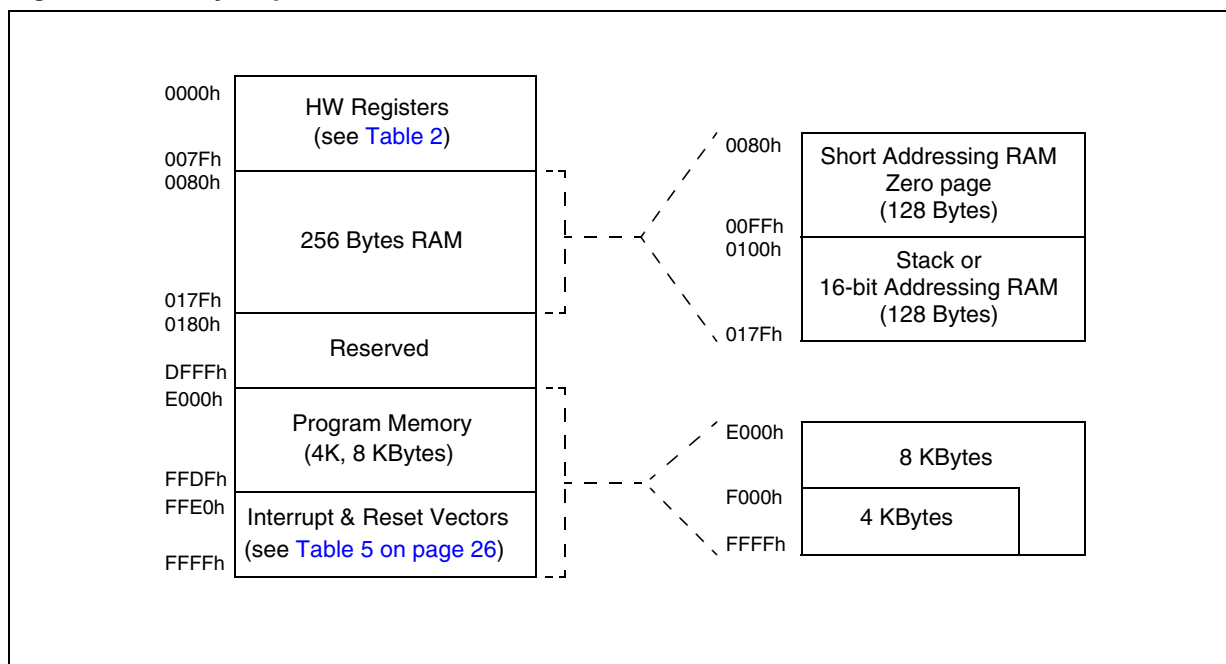 0000h
HW Registers
(see Table 2)
007Fh
0080h
256 Bytes RAM
017Fh
0180h
Reserved
DFFFh
E000h
Program Memory
(4K, 8 KBytes)
FFDFh
FFE0h
Interrupt & Reset Vectors
(see Table 5 on page 26)
FFFFh
0080h
Short Addressing RAM
Zero page
(128 Bytes)
00FFh
0100h
Stack or
16-bit Addressing RAM
(128 Bytes)
017Fh
E000h
8 KBytes
F000h
4 KBytes
FFFFh